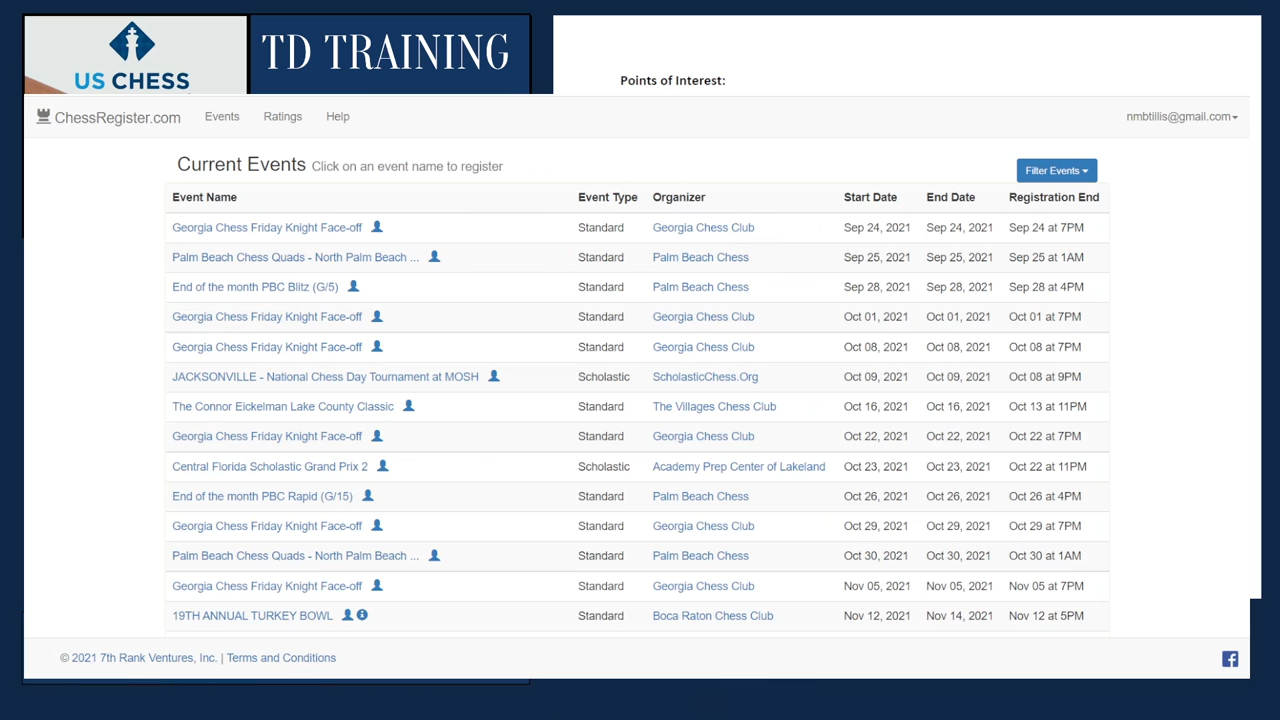 US CHESS
TD TRAINING
Points of Interest:
ChessRegister.com Events Ratings Help nmbtillis@gmail.com
Current Events Click on an event name to register
Filter Events
Event Name Event Type Organizer Start Date End Date Registration End
Georgia Chess Friday Knight Face-off Standard Georgia Chess Club Sep 24, 2021 Sep 24, 2021 Sep 24 at 7PM
Palm Beach Chess Quads - North Palm Beach ... Standard Palm Beach Chess Sep 25, 2021 Sep 25, 2021 Sep 25 at 1AM
End of the month PBC Blitz (G/5) Standard Palm Beach Chess Sep 28, 2021 Sep 28, 2021 Sep 28 at 4PM
Georgia Chess Friday Knight Face-off Standard Georgia Chess Club Oct 01, 2021 Oct 01, 2021 Oct 01 at 7PM
Georgia Chess Friday Knight Face-off Standard Georgia Chess Club Oct 08, 2021 Oct 08, 2021 Oct 08 at 7PM
JACKSONVILLE - National Chess Day Tournament at MOSH Scholastic ScholasticChess.Org Oct 09, 2021 Oct 09, 2021 Oct 08 at 9PM
The Connor Eickelman Lake County Classic Standard The Villages Chess Club Oct 16, 2021 Oct 16, 2021 Oct 13 at 11PM
Georgia Chess Friday Knight Face-off Standard Georgia Chess Club Oct 22, 2021 Oct 22, 2021 Oct 22 at 7PM
Central Florida Scholastic Grand Prix 2 Scholastic Academy Prep Center of Lakeland Oct 23, 2021 Oct 23, 2021 Oct 22 at 11PM
End of the month PBC Rapid (G/15) Standard Palm Beach Chess Oct 26, 2021 Oct 26, 2021 Oct 26 at 4PM
Georgia Chess Friday Knight Face-off Standard Georgia Chess Club Oct 29, 2021 Oct 29, 2021 Oct 29 at 7PM
Palm Beach Chess Quads - North Palm Beach ... Standard Palm Beach Chess Oct 30, 2021 Oct 30, 2021 Oct 30 at 1AM
Georgia Chess Friday Knight Face-off Standard Georgia Chess Club Nov 05, 2021 Nov 05, 2021 Nov 05 at 7PM
19TH ANNUAL TURKEY BOWL Standard Boca Raton Chess Club Nov 12, 2021 Nov 14, 2021 Nov 12 at 5PM
© 2021 7th Rank Ventures, Inc. | Terms and Conditions